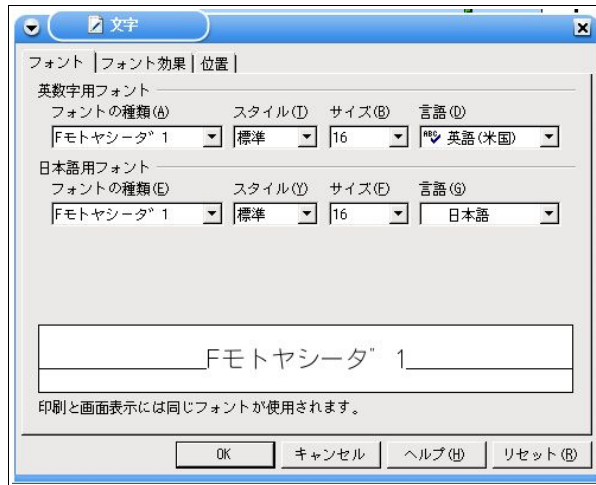 文字
フォント フォント効果 位置
英数字用フォント
フォントの種類(A) スタイル(T) サイズ(B) 言語(D)
Fモトヤシーダ 1 標準 16 ABC 英語(米国)
日本語用フォント
フォントの種類(E) スタイル(Y) サイズ(F) 言語(G)
Fモトヤシーダ 1 標準 16 日本語
Fモトヤシーダ 1
印刷と画面表示には同じフォントが使用されます。
OK キャンセル ヘルプ(H) リセット(R)